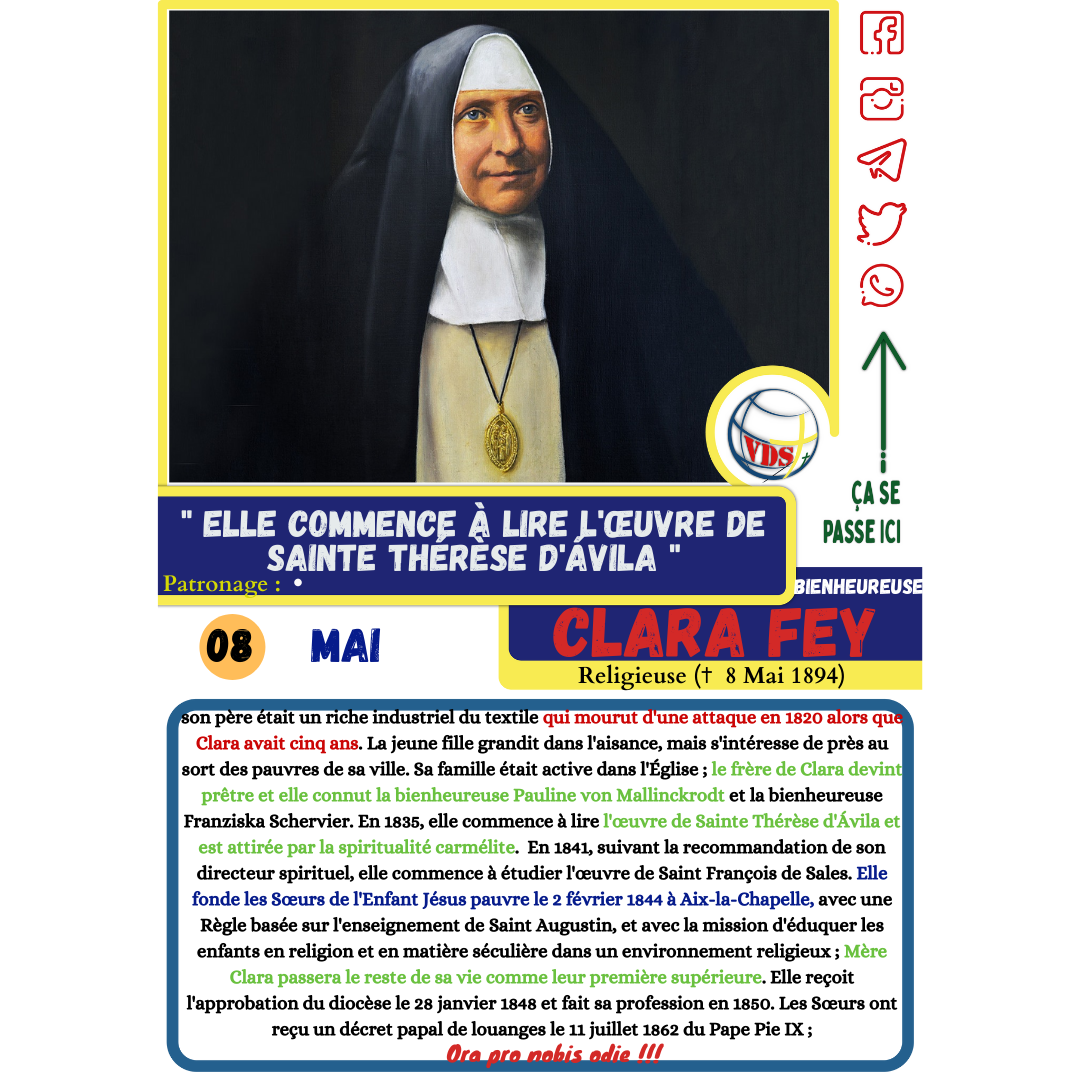 VDS
ÇA SE
PASSE ICI
" ELLE COMMENCE À LIRE L'ŒUVRE DE
SAINTE THÉRÈSE D'ÁVILA "
Patronage : •
BIENHEUREUSE
CLARA FEY
Religieuse († 8 Mai 1894)
08 MAI
son père était un riche industriel du textile qui mourut d'une attaque en 1820 alors que
Clara avait cinq ans. La jeune fille grandit dans l'aisance, mais s'intéresse de près au
sort des pauvres de sa ville. Sa famille était active dans l'Église ; le frère de Clara devint
prêtre et elle connut la bienheureuse Pauline von Mallinckrodt et la bienheureuse
Franziska Schervier. En 1835, elle commence à lire l'œuvre de Sainte Thérèse d'Ávila et
est attirée par la spiritualité carmélite. En 1841, suivant la recommandation de son
directeur spirituel, elle commence à étudier l'œuvre de Saint François de Sales. Elle
fonde les Sœurs de l'Enfant Jésus pauvre le 2 février 1844 à Aix-la-Chapelle, avec une
Règle basée sur l'enseignement de Saint Augustin, et avec la mission d'éduquer les
enfants en religion et en matière séculière dans un environnement religieux ; Mère
Clara passera le reste de sa vie comme leur première supérieure. Elle reçoit
l'approbation du diocèse le 28 janvier 1848 et fait sa profession en 1850. Les Sœurs ont
reçu un décret papal de louanges le 11 juillet 1862 du Pape Pie IX ;
Ora pro nobis odie !!!